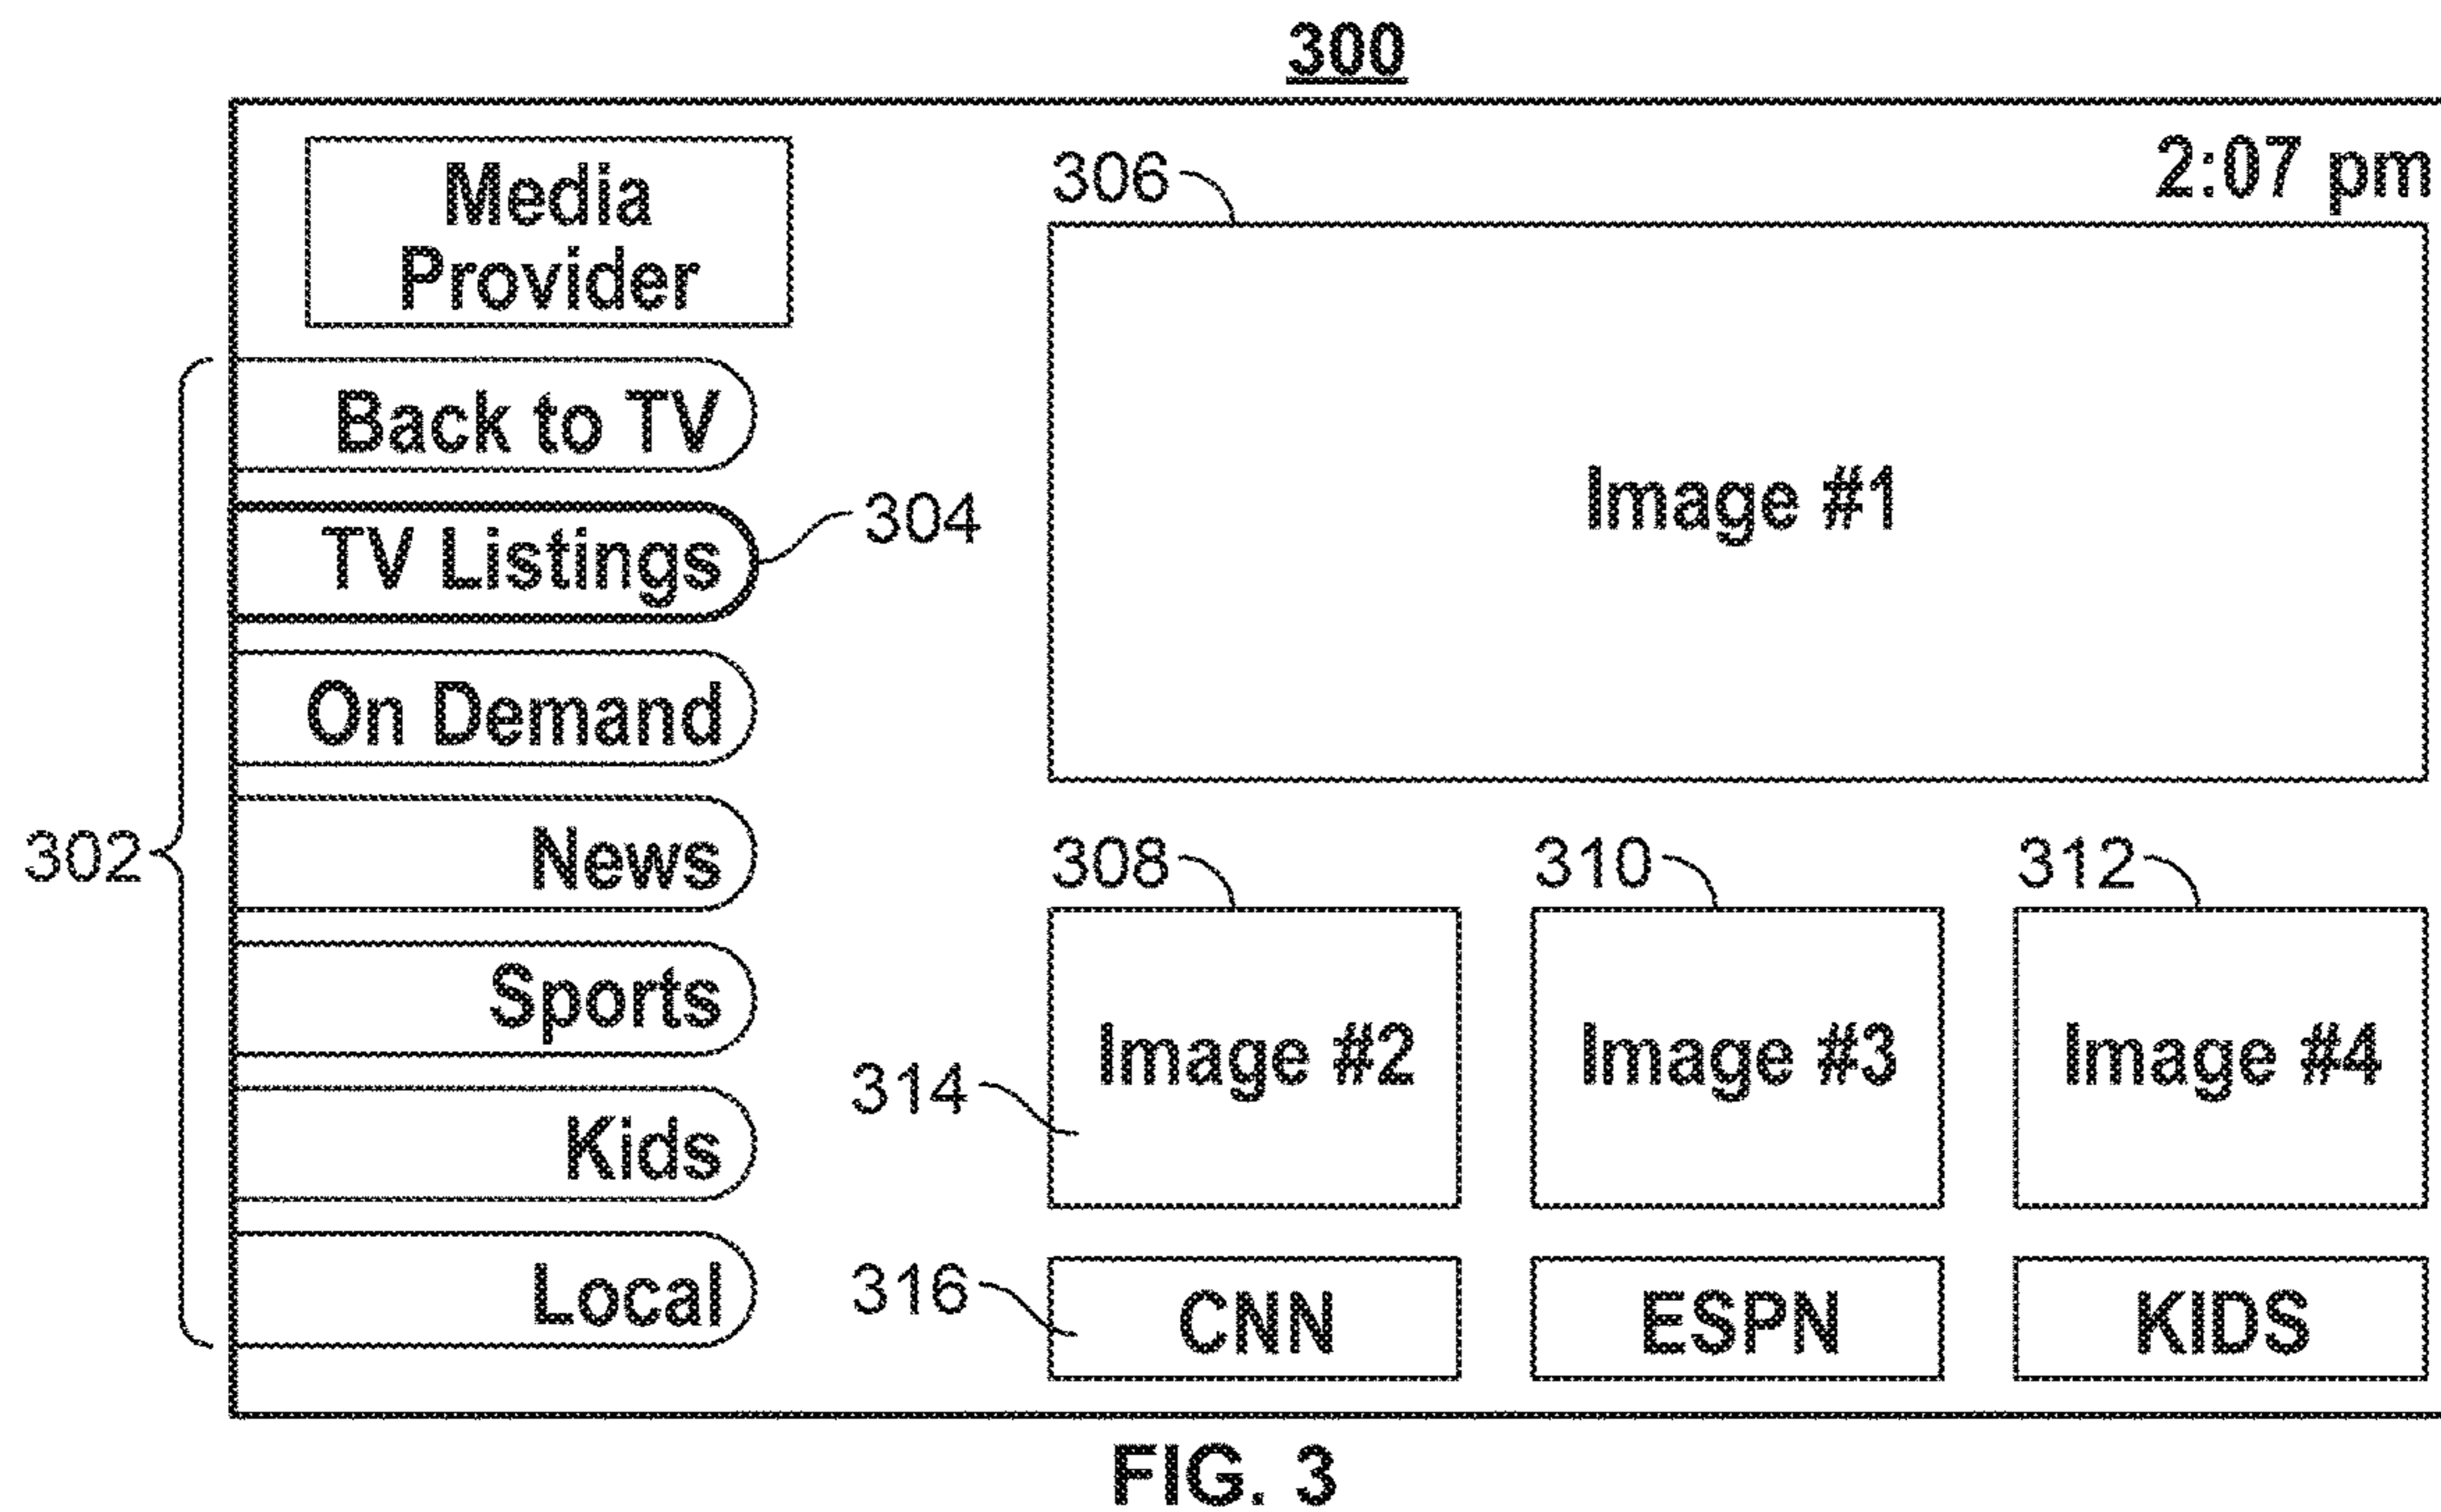 300
2:07 pm
Media
Provider
306
Back to TV
Image #1
TV Listings
304
On Demand
302
News
308
310
312
Sports
Image #2
Image #3
Image #4
314
Kids
Local
316
CNN
ESPN
KIDS
FIG. 3